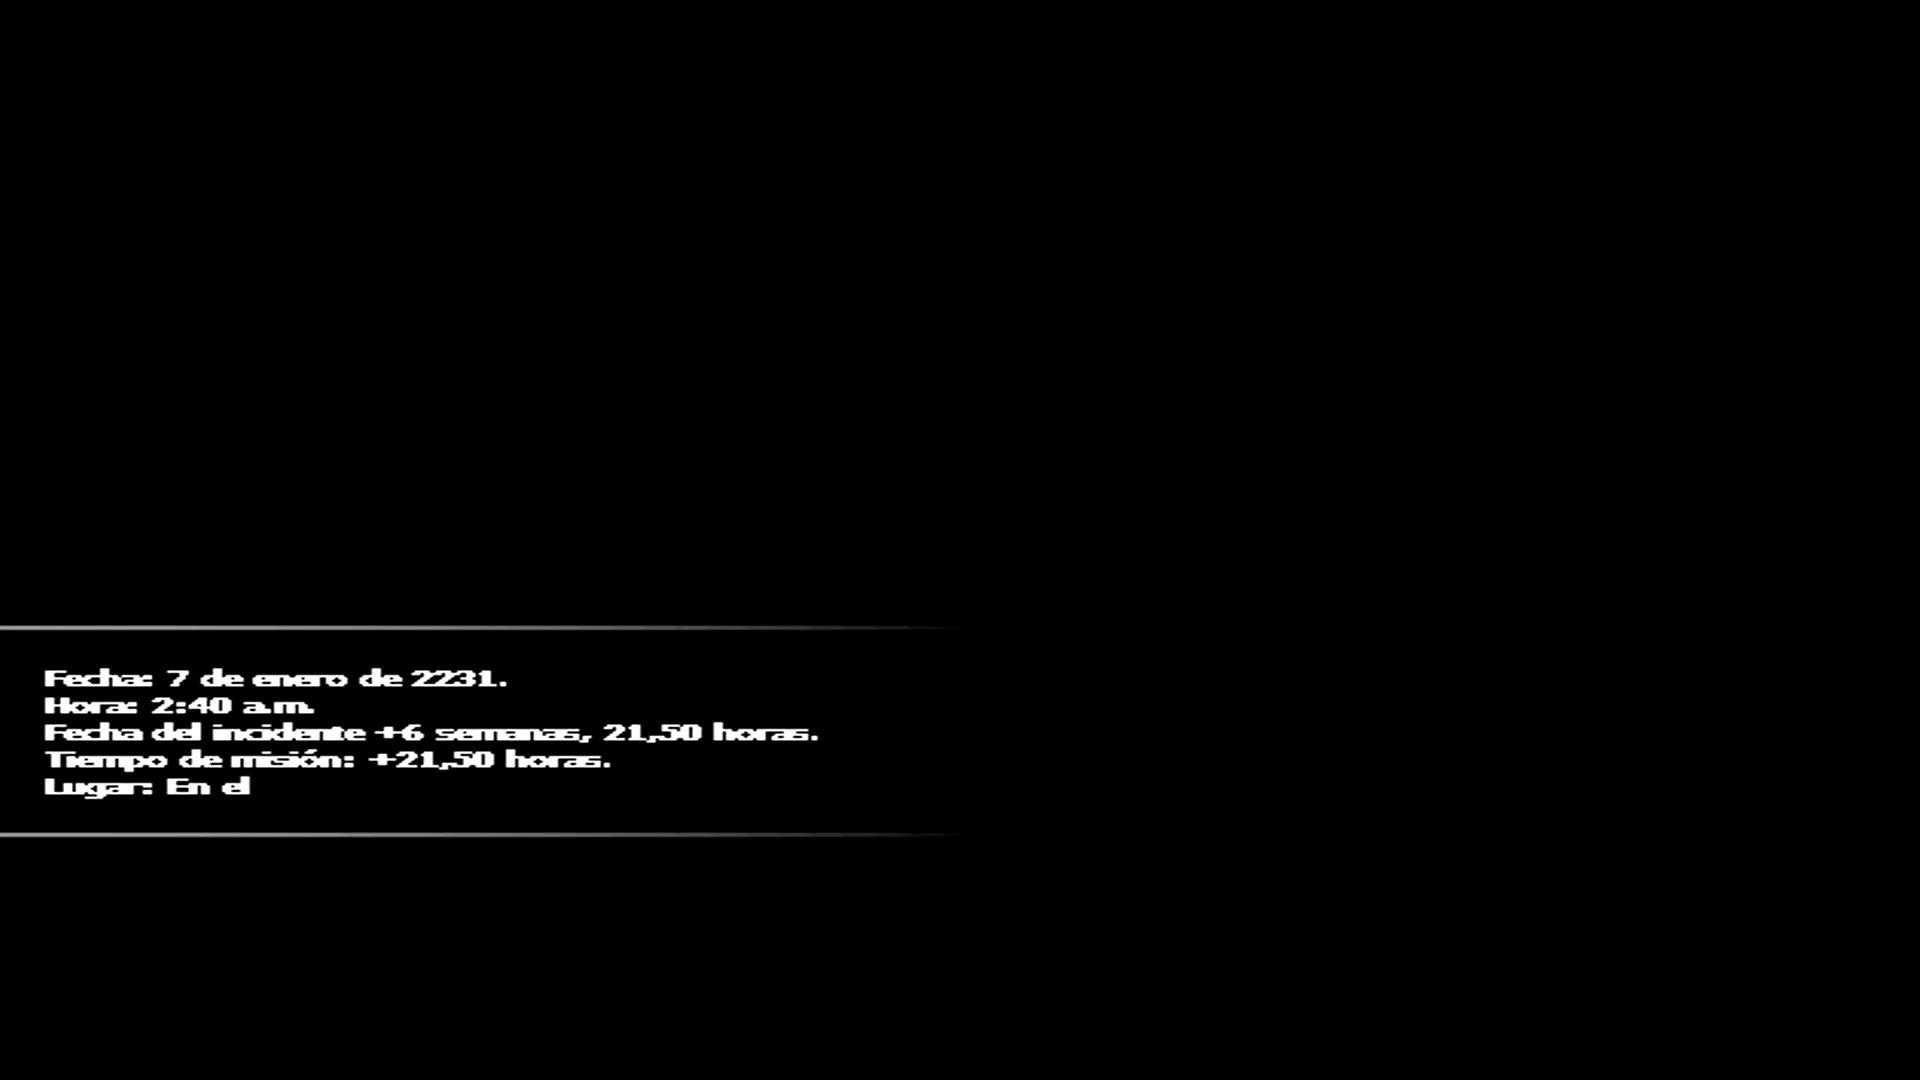 Fecha: 7 de enero de 2231.
Hora: 2:40 a.m.
Fecha del incidente +6 semanas, 21,50 horas.
Tiempo de misión: +21,50 horas.
Lugar: En el